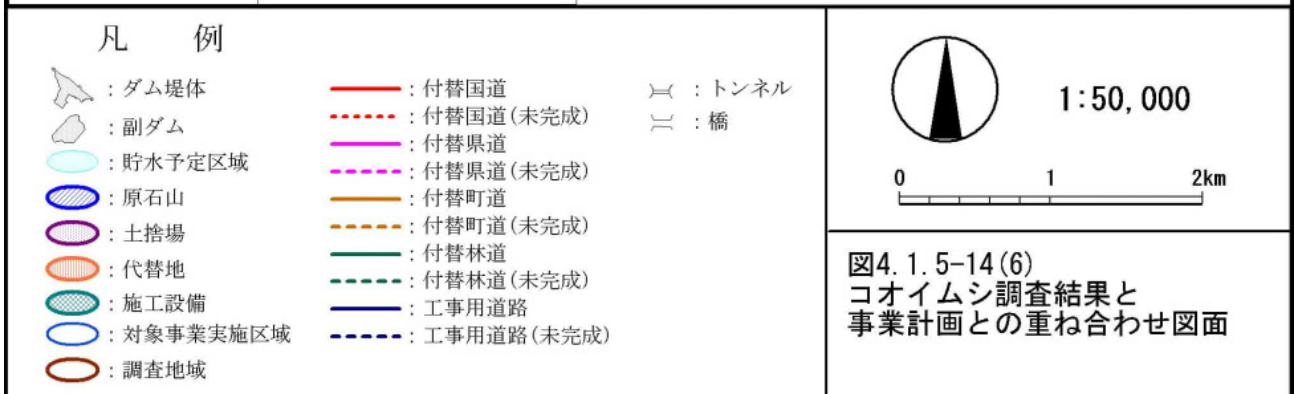 凡 例
：ダム堤体
：副ダム
：貯水予定区域
：原石山
：土捨場
：代替地
：施工設備
：対象事業実施区域
：調査地域
：付替国道
：付替国道(未完成)
：付替県道
：付替県道(未完成)
：付替町道
：付替町道(未完成)
：付替林道
：付替林道(未完成)
：工事用道路
：工事用道路(未完成)
：トンネル
：橋
1:50,000
0 1 2km
図4.1.5-14(6)
コオイムシ調査結果と
事業計画との重ね合わせ図面